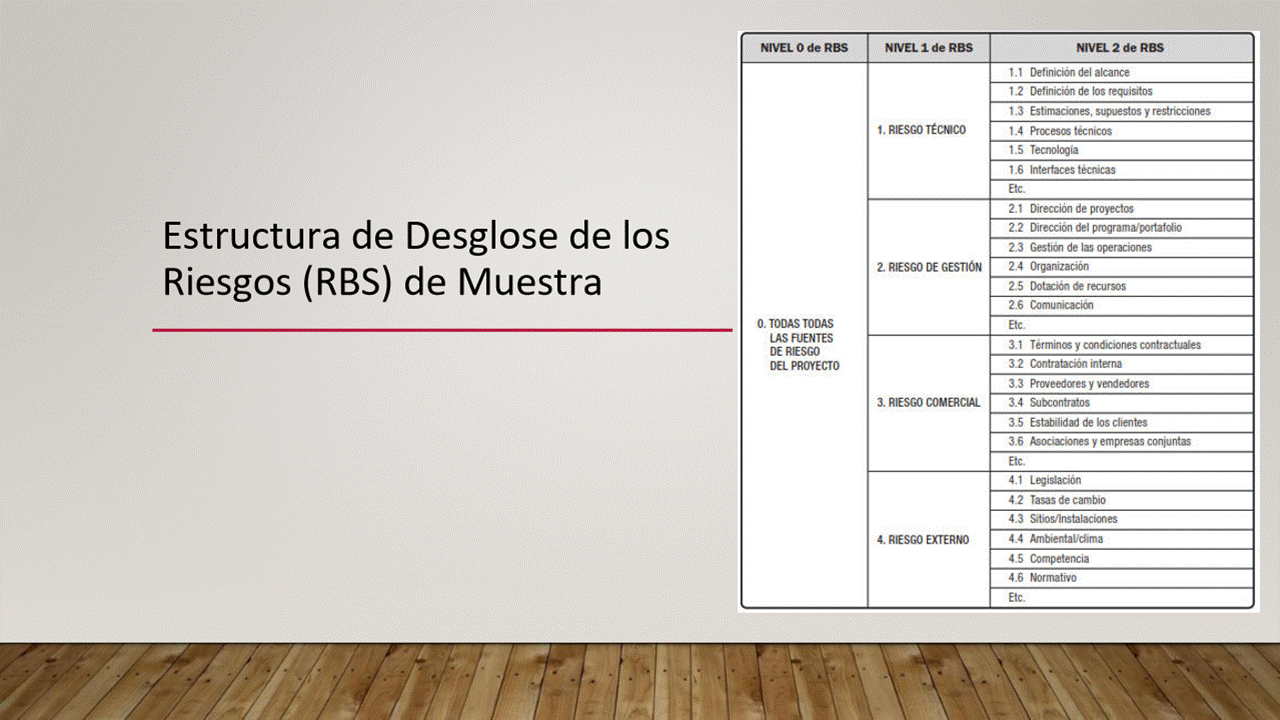 Estructura de Desglose de los
Riesgos (RBS) de Muestra
NIVEL 0 de RBS
NIVEL 1 de RBS
NIVEL 2 de RBS
0. TODAS TODAS
LAS FUENTES
DE RIESGO
DEL PROYECTO
1. RIESGO TÉCNICO
1.1 Definición del alcance
1.2 Definición de los requisitos
1.3 Estimaciones, supuestos y restricciones
1.4 Procesos técnicos
1.5 Tecnología
1.6 Interfaces técnicas
Etc.
2. RIESGO DE GESTIÓN
2.1 Dirección de proyectos
2.2 Dirección del programa/portafolio
2.3 Gestión de las operaciones
2.4 Organización
2.5 Dotación de recursos
2.6 Comunicación
Etc.
3. RIESGO COMERCIAL
3.1 Términos y condiciones contractuales
3.2 Contratación interna
3.3 Proveedores y vendedores
3.4 Subcontratos
3.5 Estabilidad de los clientes
3.6 Asociaciones y empresas conjuntas
Etc.
4. RIESGO EXTERNO
4.1 Legislación
4.2 Tasas de cambio
4.3 Sitios/Instalaciones
4.4 Ambiental/clima
4.5 Competencia
4.6 Normativo
Etc.